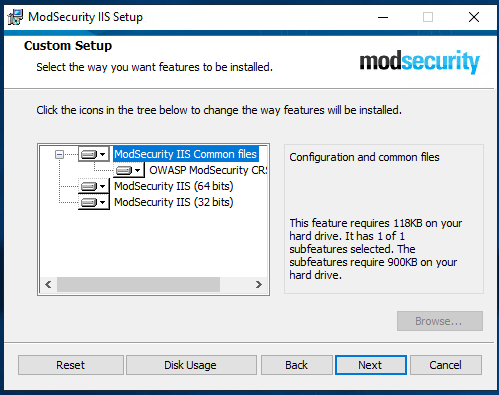 ModSecurity IIS Setup
Custom Setup
Select the way you want features to be installed.
modsecurity
Click the icons in the tree below to change the way features will be installed.
ModSecurity IIS Common files
OWASP ModSecurity CRS
ModSecurity IIS (64 bits)
ModSecurity IIS (32 bits)
Configuration and common files
This feature requires 118KB on your
hard drive. It has 1 of 1
subfeatures selected. The
subfeatures require 900KB on your
hard drive.
Browse...
Reset
Disk Usage
Back
Next
Cancel